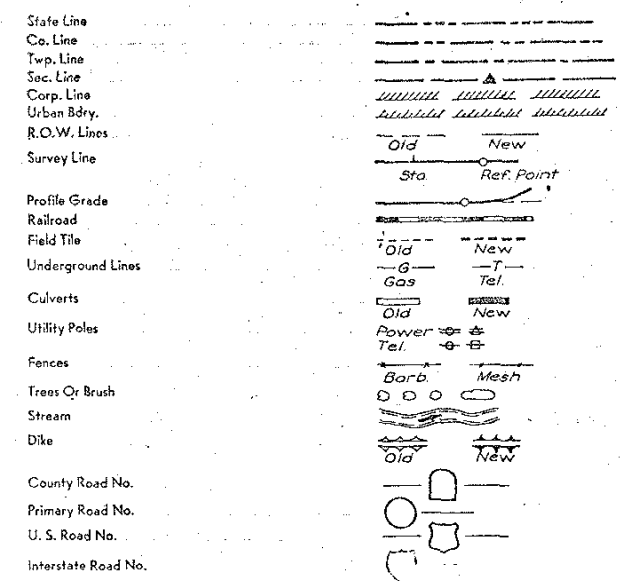 State Line
Co. Line
Twp. Line
Sec. Line
Corp. Line
Urban Bdry.
R.O.W. Lines
Old New
Survey Line
Sta. Ref. Point
Profile Grade
Railroad
Field Tile
Old New
Underground Lines
G T
Gas Tel.
Culverts
Old New
Utility Poles
Power
Tel.
Fences
Barb. Mesh
Trees Or Brush
Stream
Dike
Old New
County Road No.
Primary Road No.
U. S. Road No.
Interstate Road No.